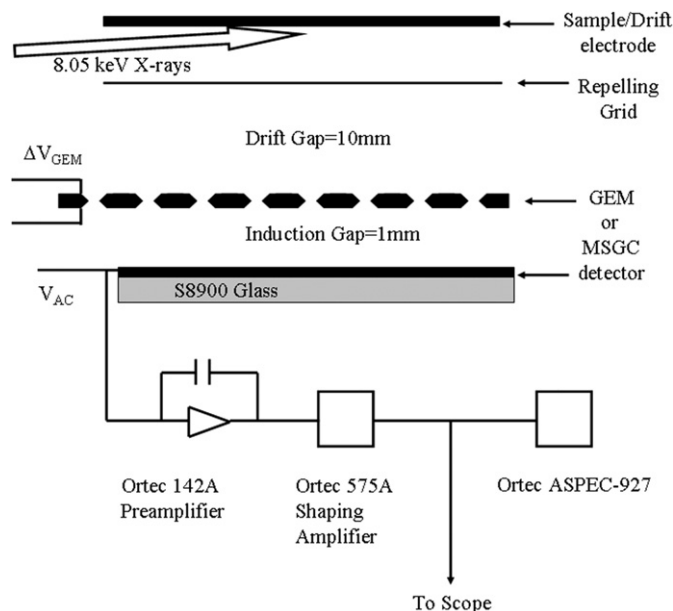 Sample/Drift
electrode
8.05 keV X-rays
Repelling
Grid
Drift Gap=10mm
ΔV_GEM
GEM
or
MSGC
detector
Induction Gap=1mm
V_AC
S8900 Glass
Ortec 142A
Preamplifier
Ortec 575A
Shaping
Amplifier
Ortec ASPEC-927
To Scope